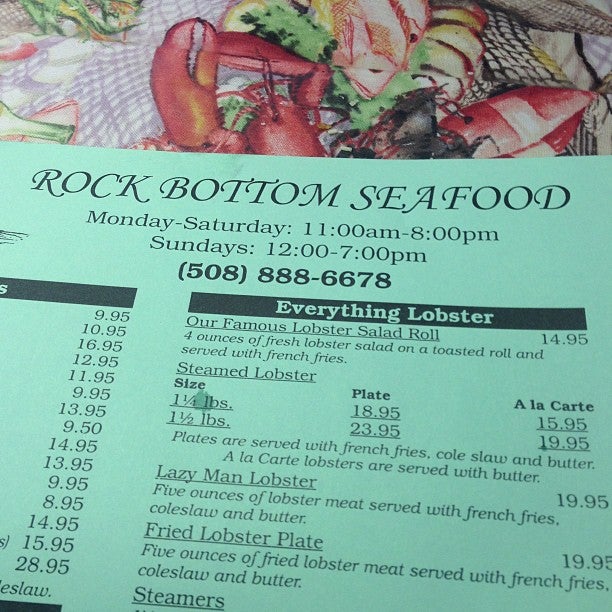 ROCK BOTTOM SEAFOOD
Monday-Saturday: 11:00am-8:00pm
Sundays: 12:00-7:00pm
(508) 888-6678
s
9.95
10.95
16.95
12.95
11.95
9.95
13.95
9.50
14.95
13.95
9.95
8.95
14.95
s) 15.95
28.95
leslaw.
Everything Lobster
Our Famous Lobster Salad Roll 14.95
4 ounces of fresh lobster salad on a toasted roll and
served with french fries.
Steamed Lobster
Size Plate A la Carte
1¼ lbs. 18.95 15.95
1½ lbs. 23.95 19.95
Plates are served with french fries, cole slaw and butter.
A la Carte lobsters are served with butter.
Lazy Man Lobster 19.95
Five ounces of lobster meat served with french fries,
coleslaw and butter.
Fried Lobster Plate 19.95
Five ounces of fried lobster meat served with french fries,
coleslaw and butter.
Steamers